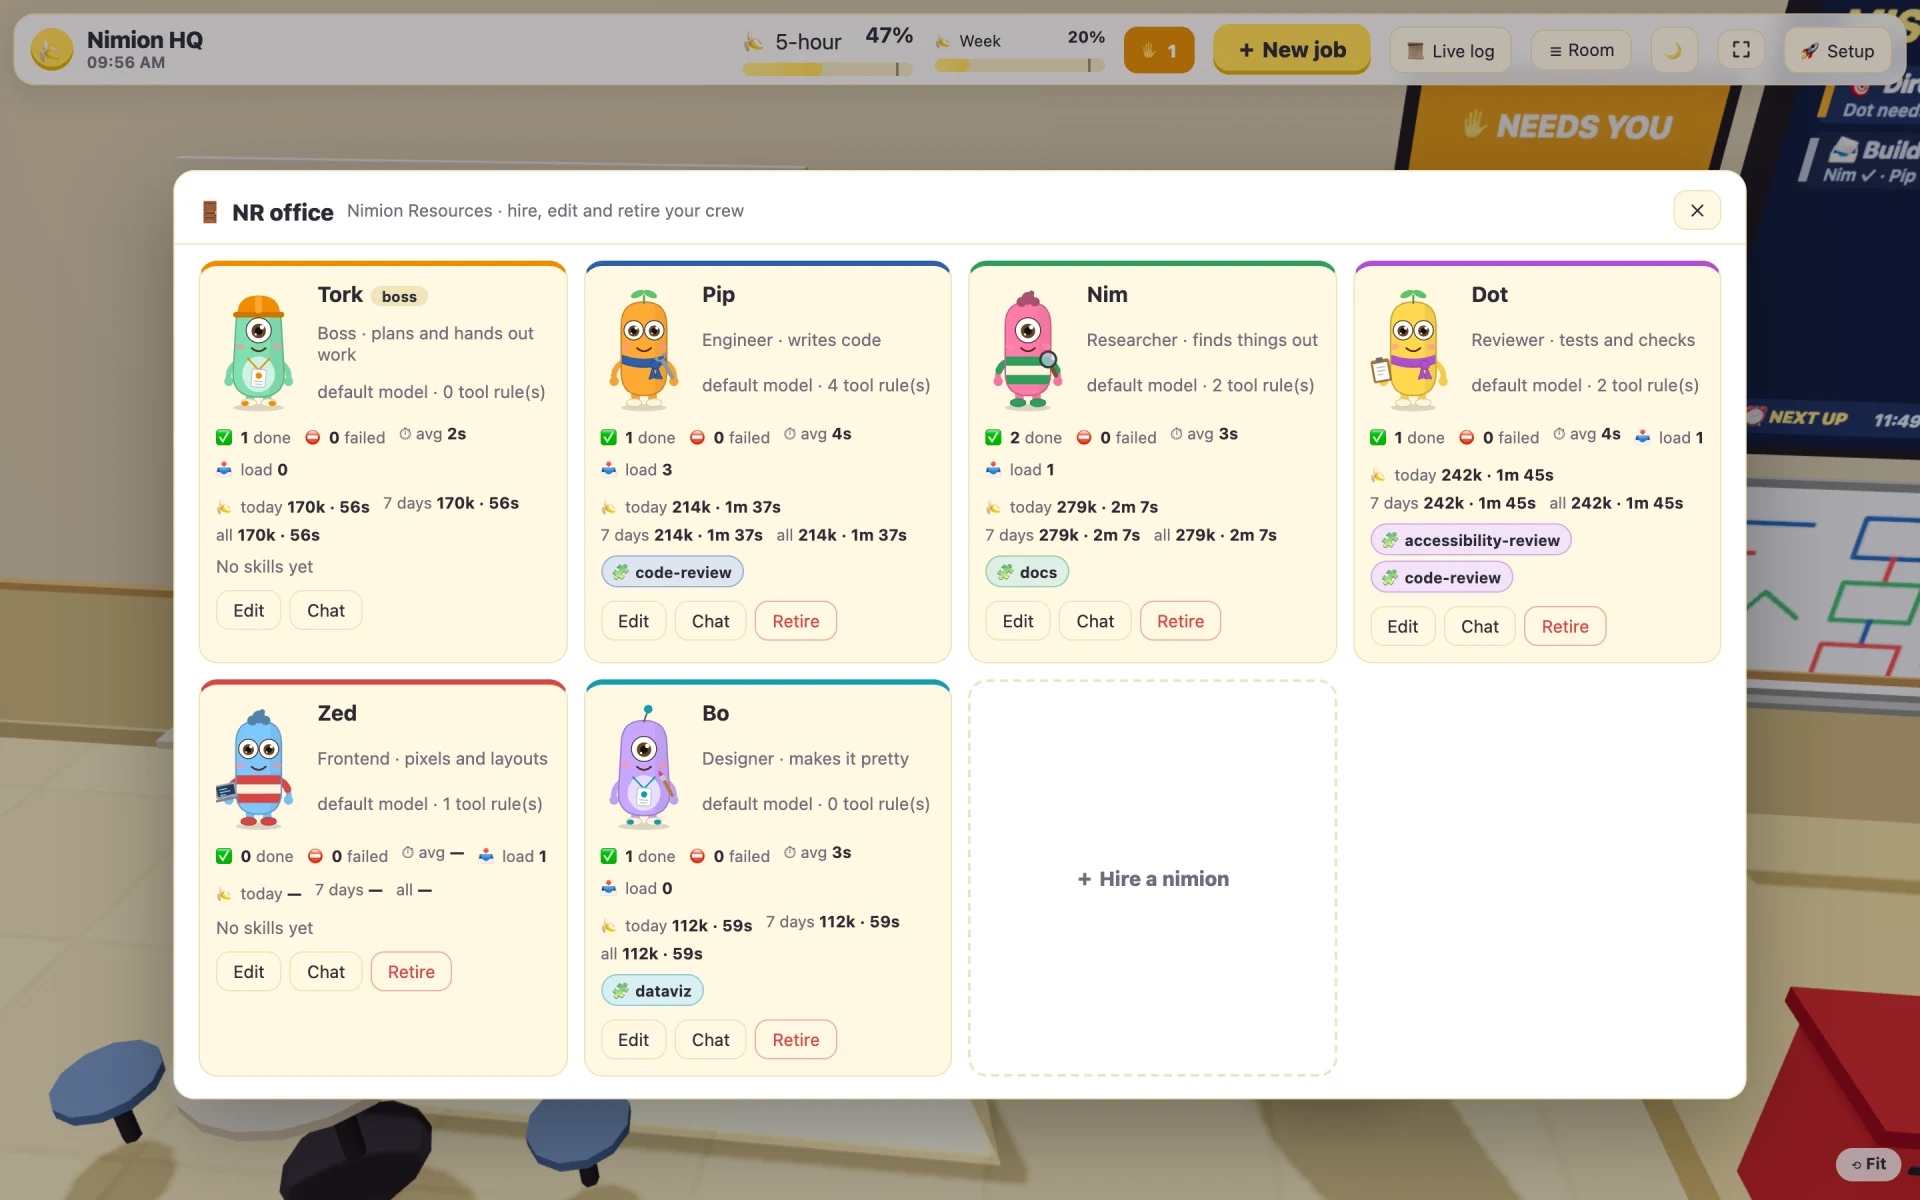 Nimion HQ
09:56 AM
5-hour 47%
Week 20%
1
+ New job
Live log
Room
Setup
NEEDS YOU
Dot need
Build
Nim ✓ · Pip
NEXT UP 11:49
NR office Nimion Resources · hire, edit and retire your crew
Tork boss
Boss · plans and hands out
work
default model · 0 tool rule(s)
1 done 0 failed avg 2s
load 0
today 170k · 56s 7 days 170k · 56s
all 170k · 56s
No skills yet
Edit Chat
Pip
Engineer · writes code
default model · 4 tool rule(s)
1 done 0 failed avg 4s
load 3
today 214k · 1m 37s
7 days 214k · 1m 37s all 214k · 1m 37s
code-review
Edit Chat Retire
Nim
Researcher · finds things out
default model · 2 tool rule(s)
2 done 0 failed avg 3s
load 1
today 279k · 2m 7s
7 days 279k · 2m 7s all 279k · 2m 7s
docs
Edit Chat Retire
Dot
Reviewer · tests and checks
default model · 2 tool rule(s)
1 done 0 failed avg 4s load 1
today 242k · 1m 45s
7 days 242k · 1m 45s all 242k · 1m 45s
accessibility-review
code-review
Edit Chat Retire
Zed
Frontend · pixels and layouts
default model · 1 tool rule(s)
0 done 0 failed avg — load 1
today — 7 days — all —
No skills yet
Edit Chat Retire
Bo
Designer · makes it pretty
default model · 0 tool rule(s)
1 done 0 failed avg 3s
load 0
today 112k · 59s 7 days 112k · 59s
all 112k · 59s
dataviz
Edit Chat Retire
+ Hire a nimion
Fit